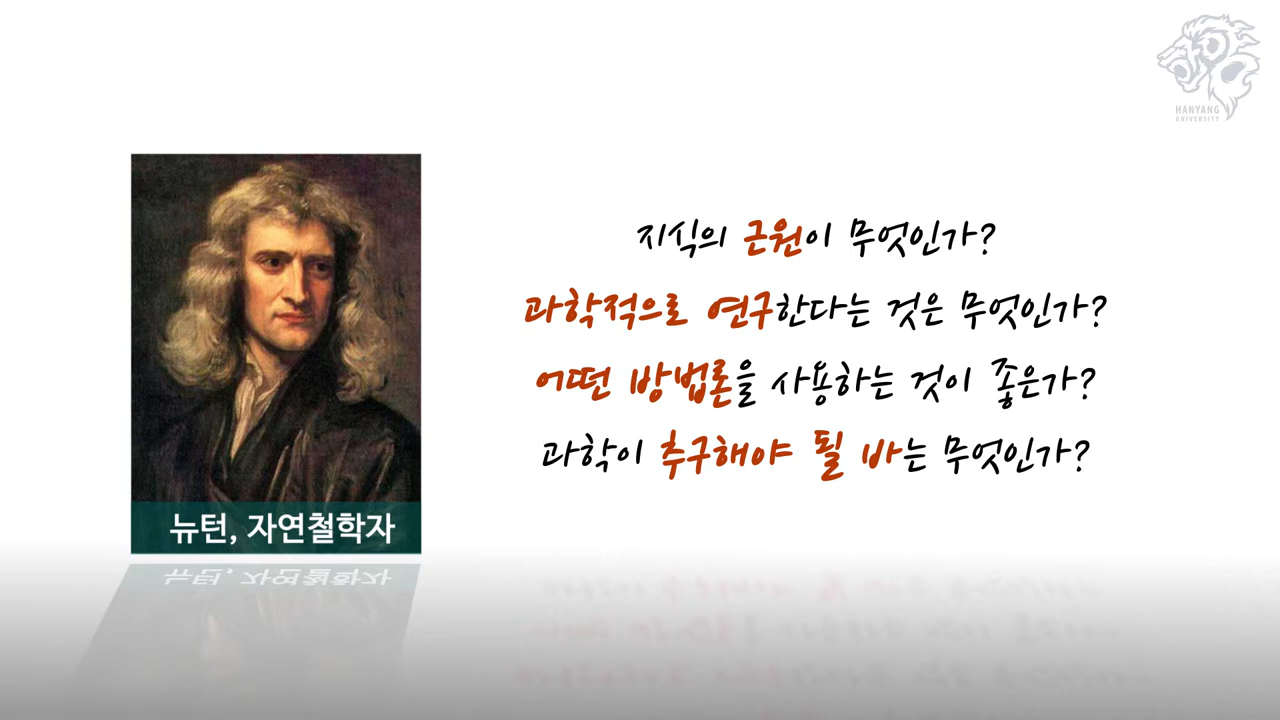 HANYANG
UNIVERSITY
지식의 근원이 무엇인가?
과학적으로 연구한다는 것은 무엇인가?
어떤 방법론을 사용하는 것이 좋은가?
과학이 추구해야 될 바는 무엇인가?
뉴턴, 자연철학자